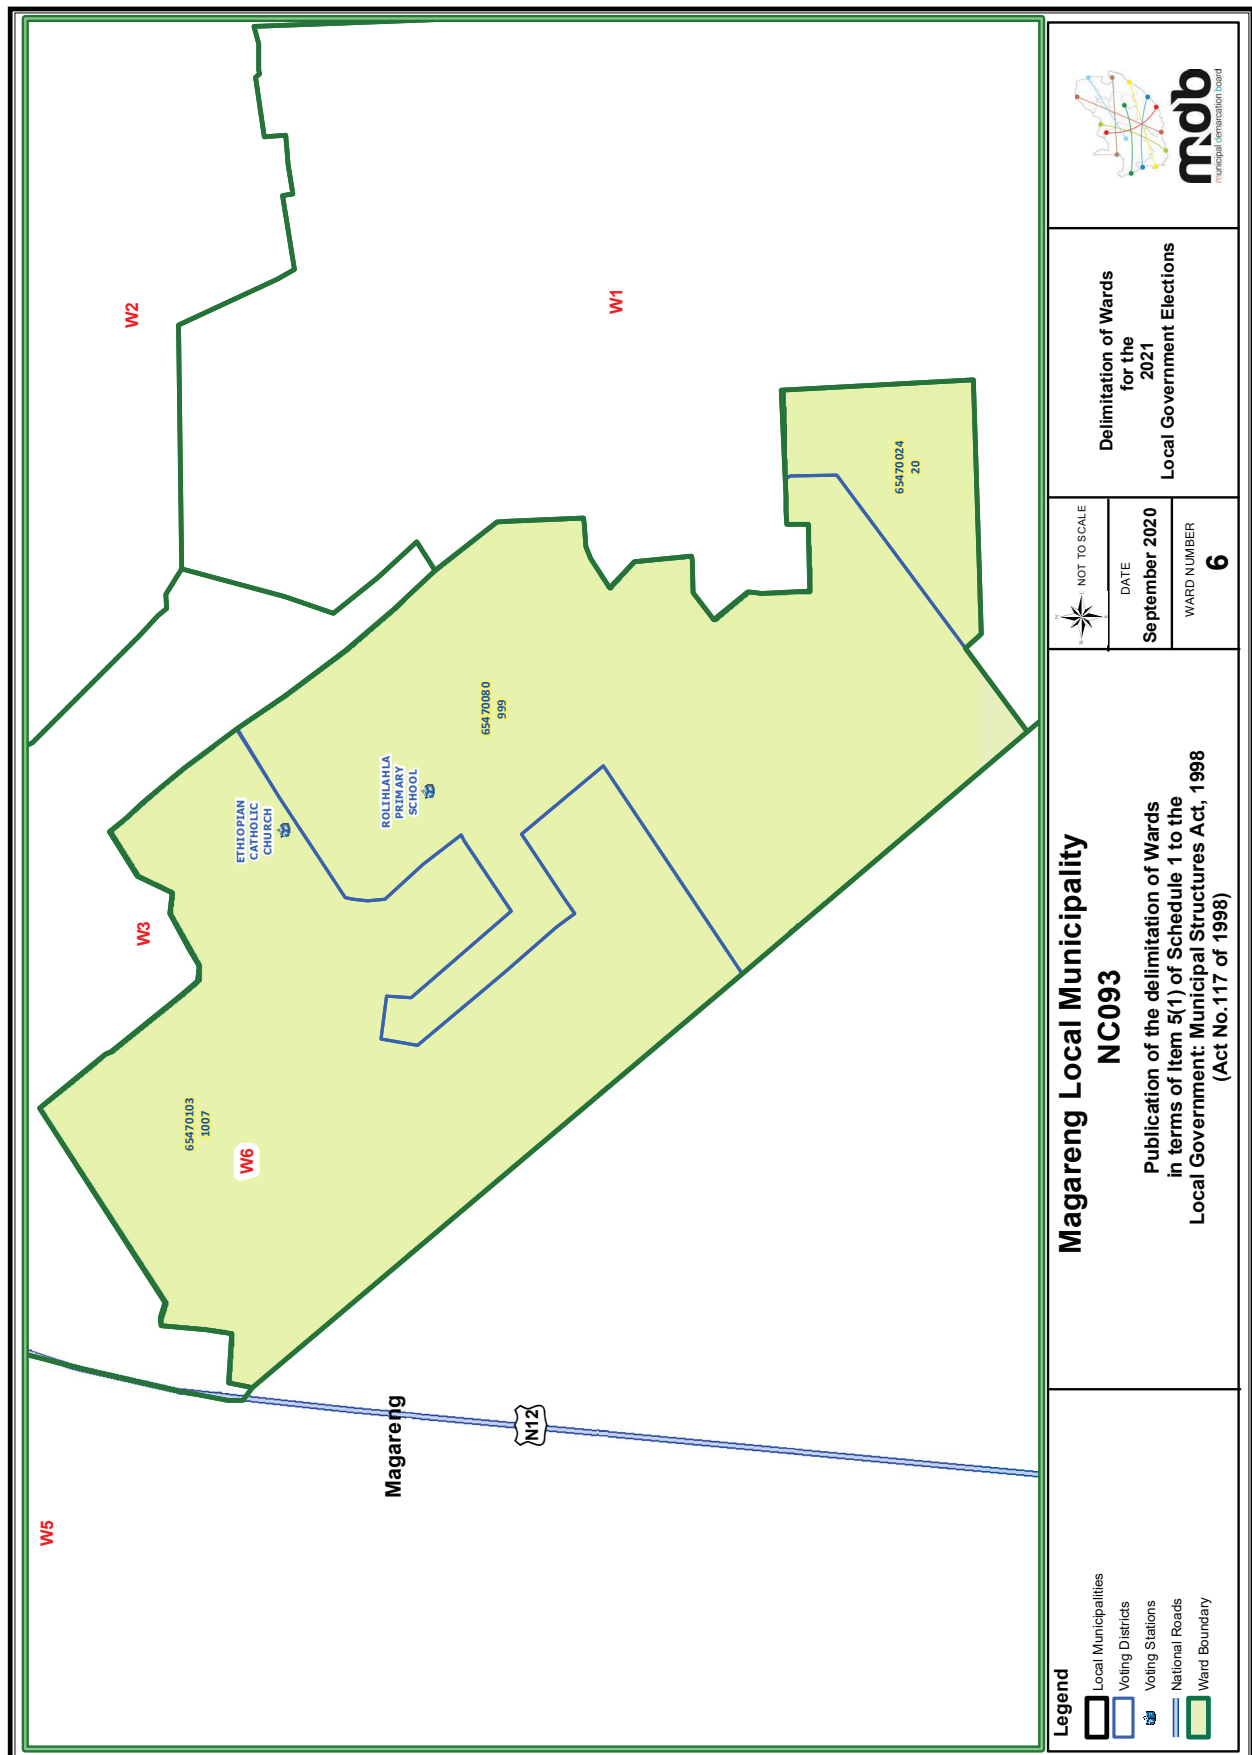 W5
W3
W2
W6
W1
65470103
1007
ETHIOPIAN
CATHOLIC
CHURCH
ROLIHLAHLA
PRIMARY
SCHOOL
65470080
999
65470024
20
Magareng
N12
Legend
Local Municipalities
Voting Districts
Voting Stations
National Roads
Ward Boundary
Magareng Local Municipality
NC093
Publication of the delimitation of Wards
in terms of Item 5(1) of Schedule 1 to the
Local Government: Municipal Structures Act, 1998
(Act No.117 of 1998)
N
W
E
S
NOT TO SCALE
DATE
September 2020
WARD NUMBER
6
Delimitation of Wards
for the
2021
Local Government Elections
mdb
municipal demarcation board